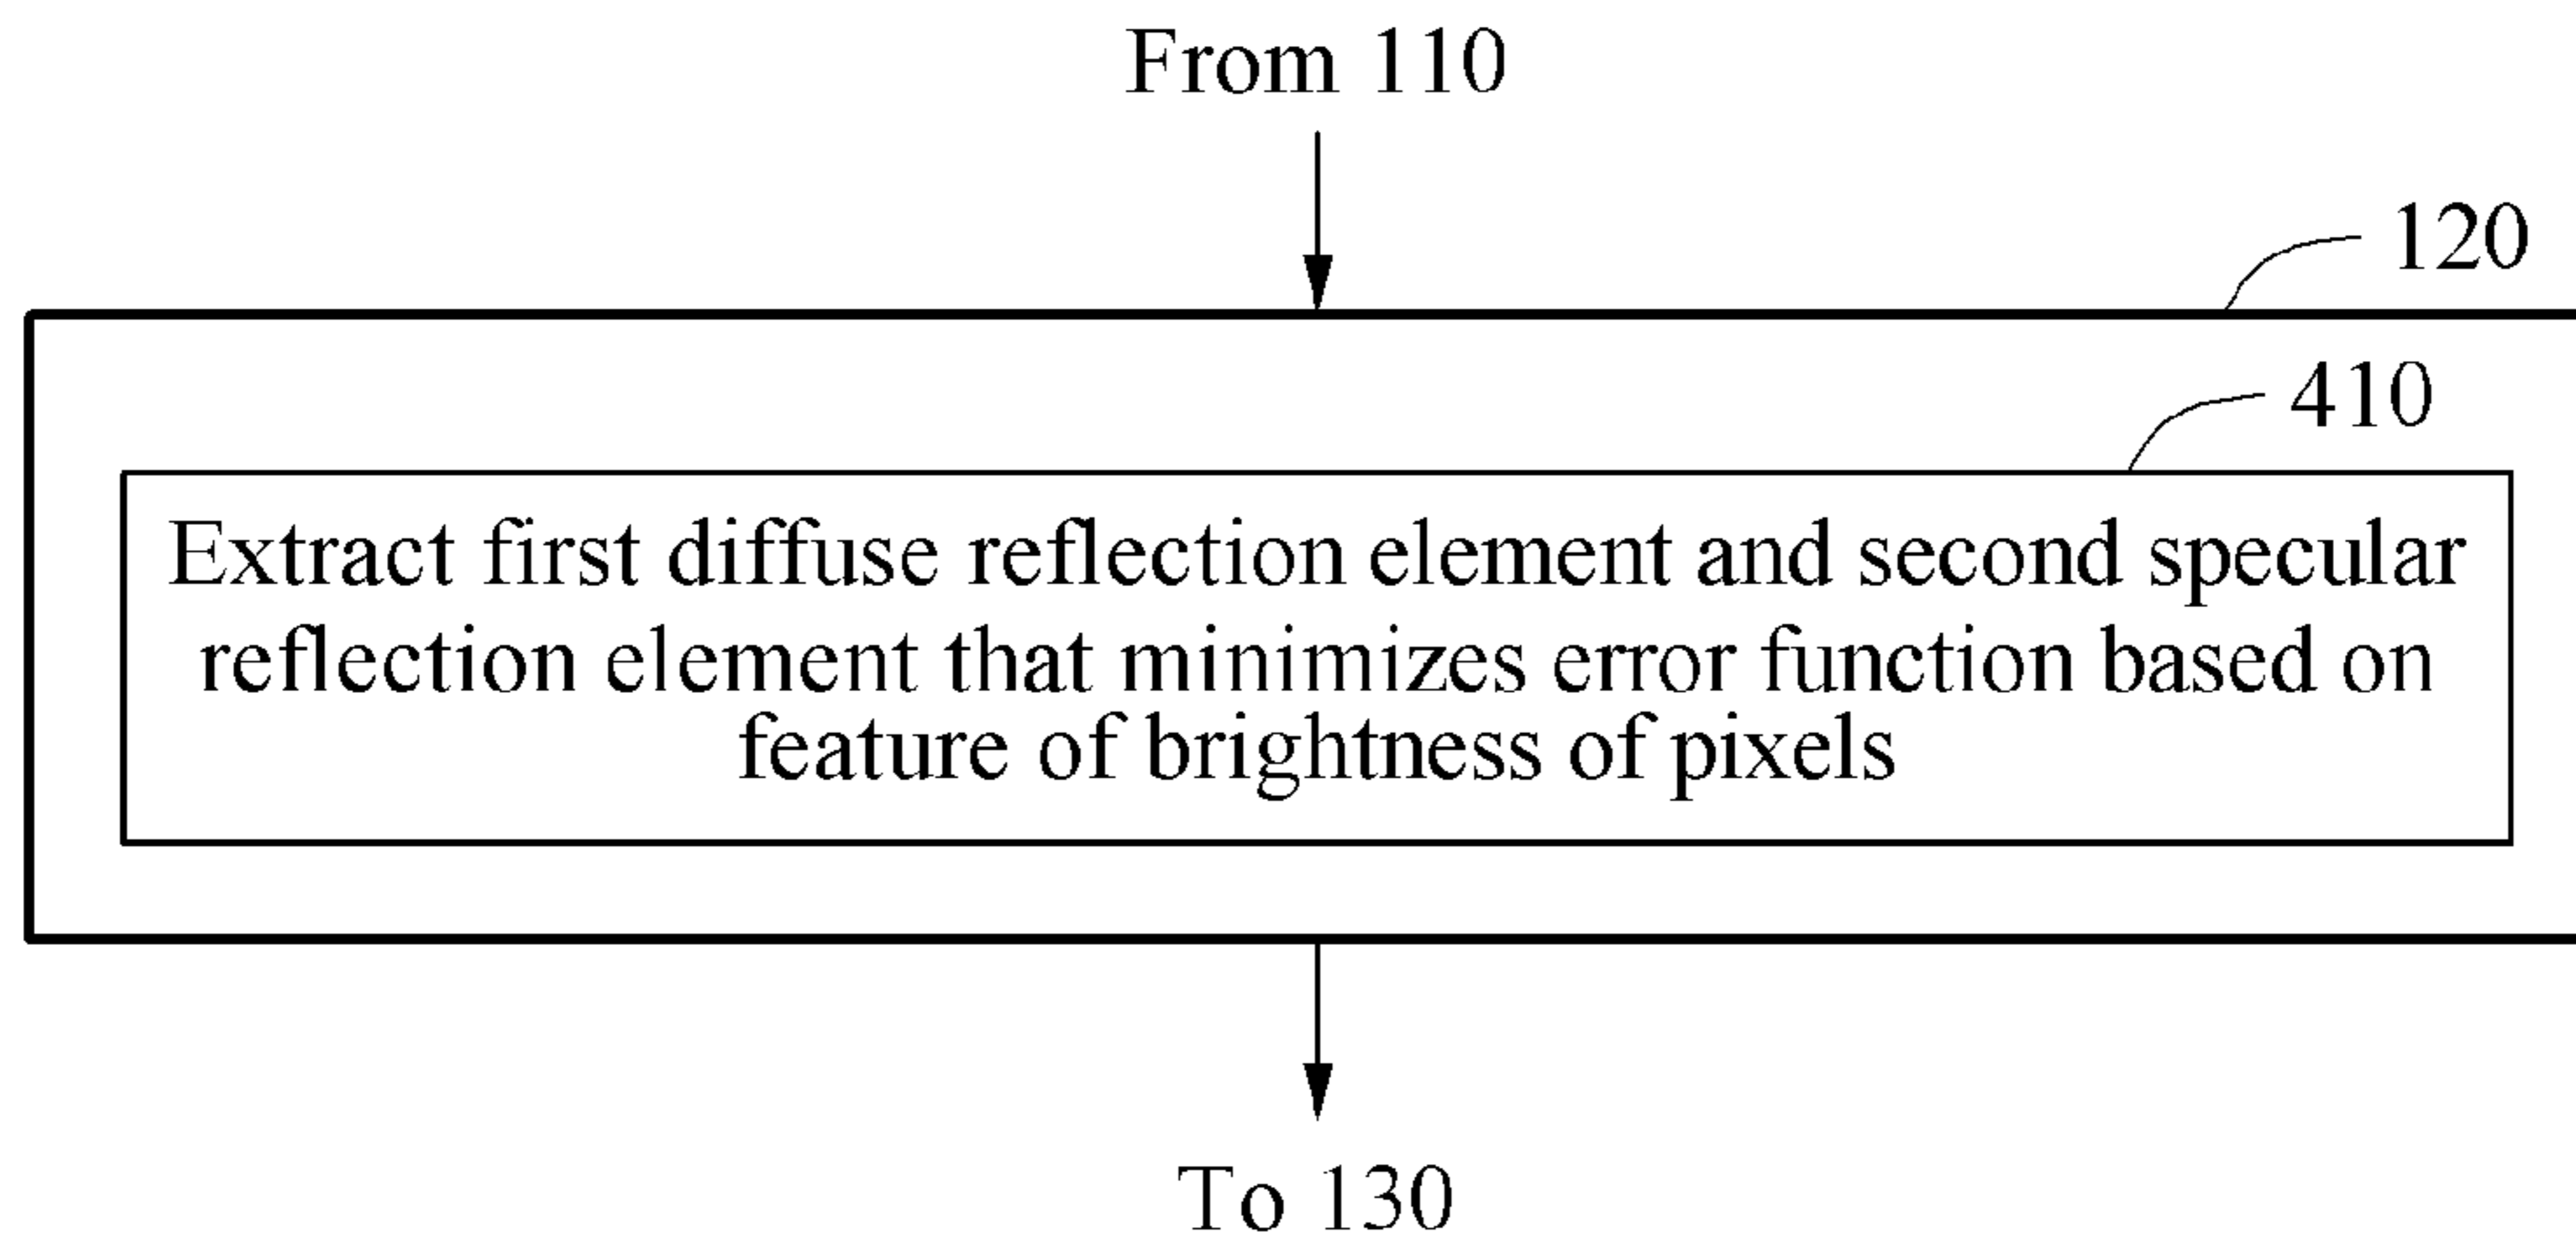 From 110
120
410
Extract first diffuse reflection element and second specular
reflection element that minimizes error function based on
feature of brightness of pixels
To 130